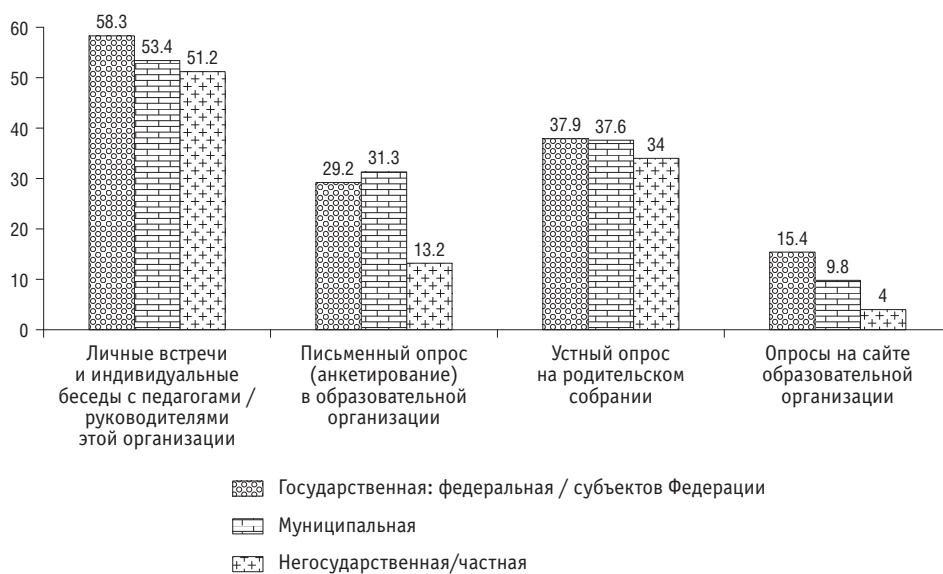 60
50
40
30
20
10
0
58.3
53.4
51.2
29.2
31.3
13.2
37.9
37.6
34
15.4
9.8
4
Личные встречи
и индивидуальные
беседы с педагогами /
руководителями
этой организации
Письменный опрос
(анкетирование)
в образовательной
организации
Устный опрос
на родительском
собрании
Опросы на сайте
образовательной
организации
Государственная: федеральная / субъектов Федерации
Муниципальная
Негосударственная/частная